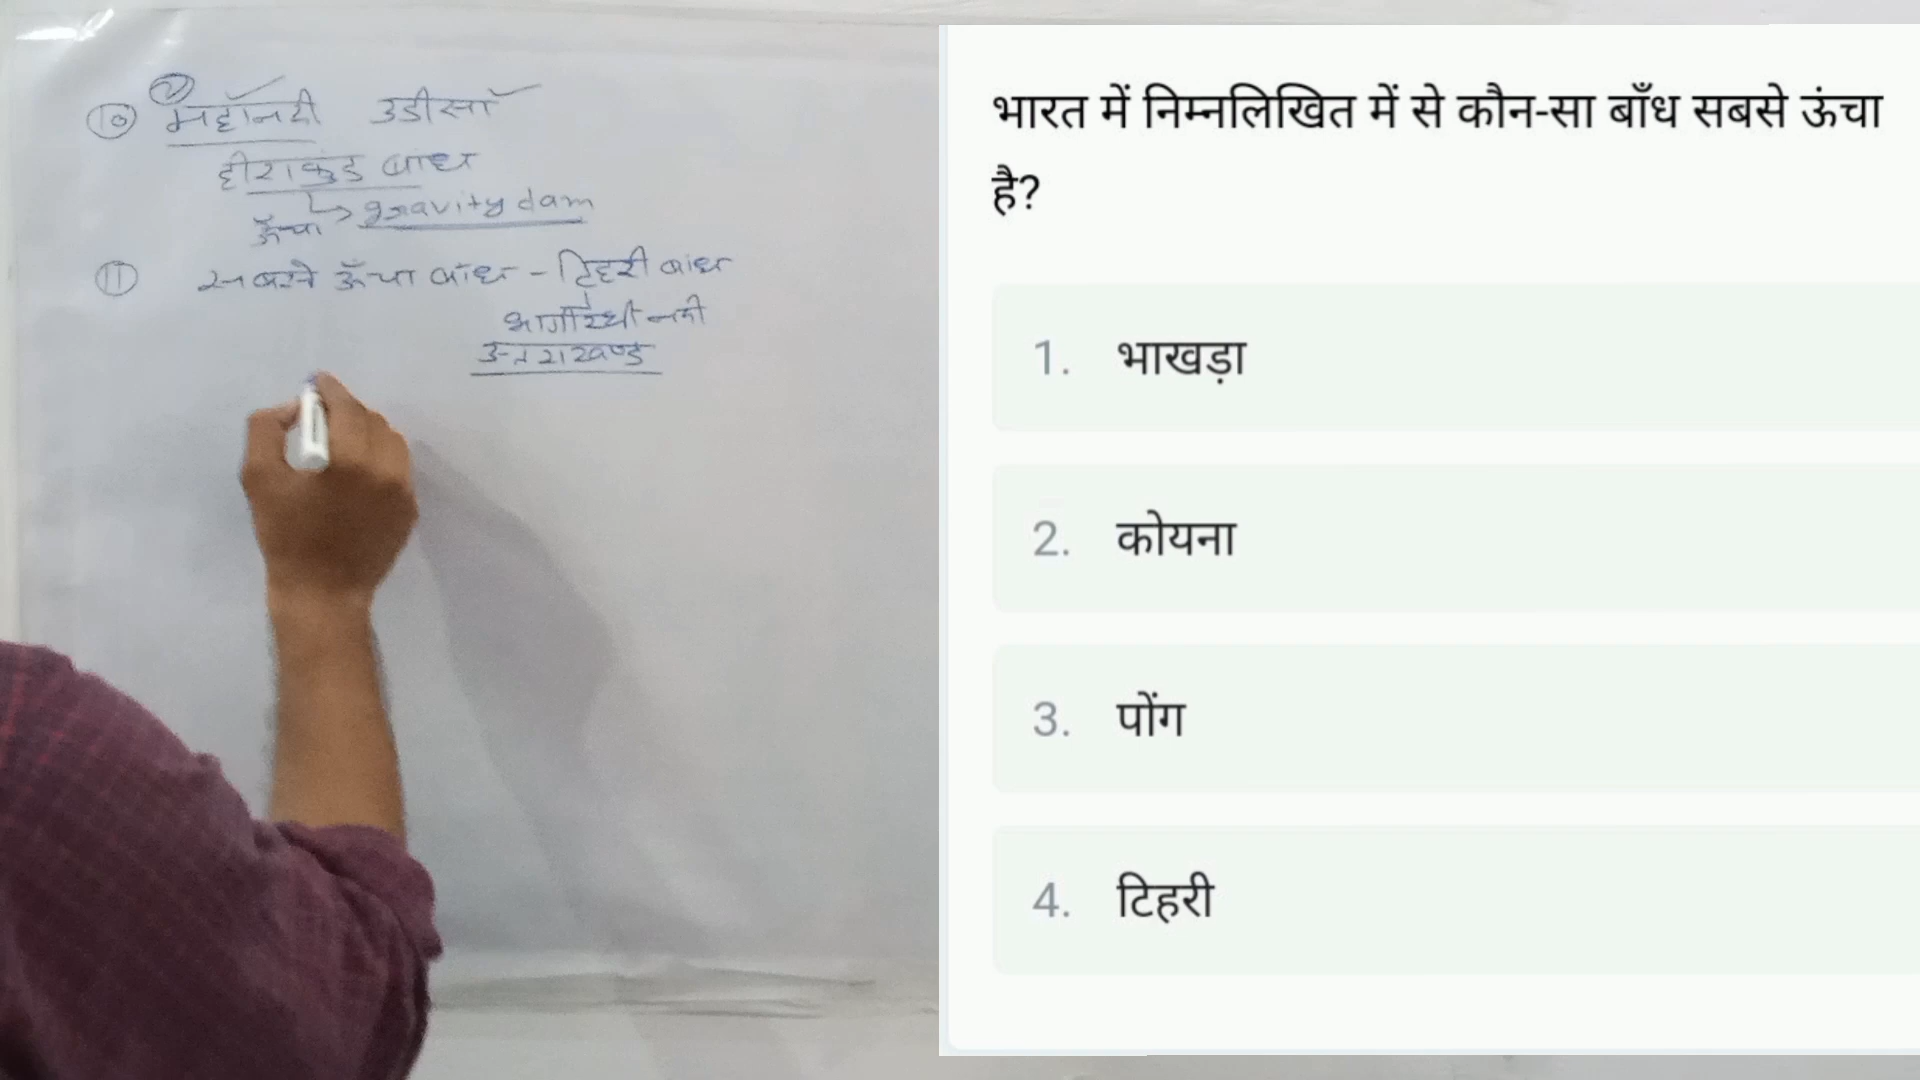 10 महानदी उडीसा
हीराकुंड बांध
gravity dam
ऊँचा
11 सबसे ऊँचा बांध - टिहरी बांध
भागीरथी नदी
उत्तराखण्ड
भारत में निम्नलिखित में से कौन-सा बाँध सबसे ऊंचा
है?
1. भाखड़ा
2. कोयना
3. पोंग
4. टिहरी